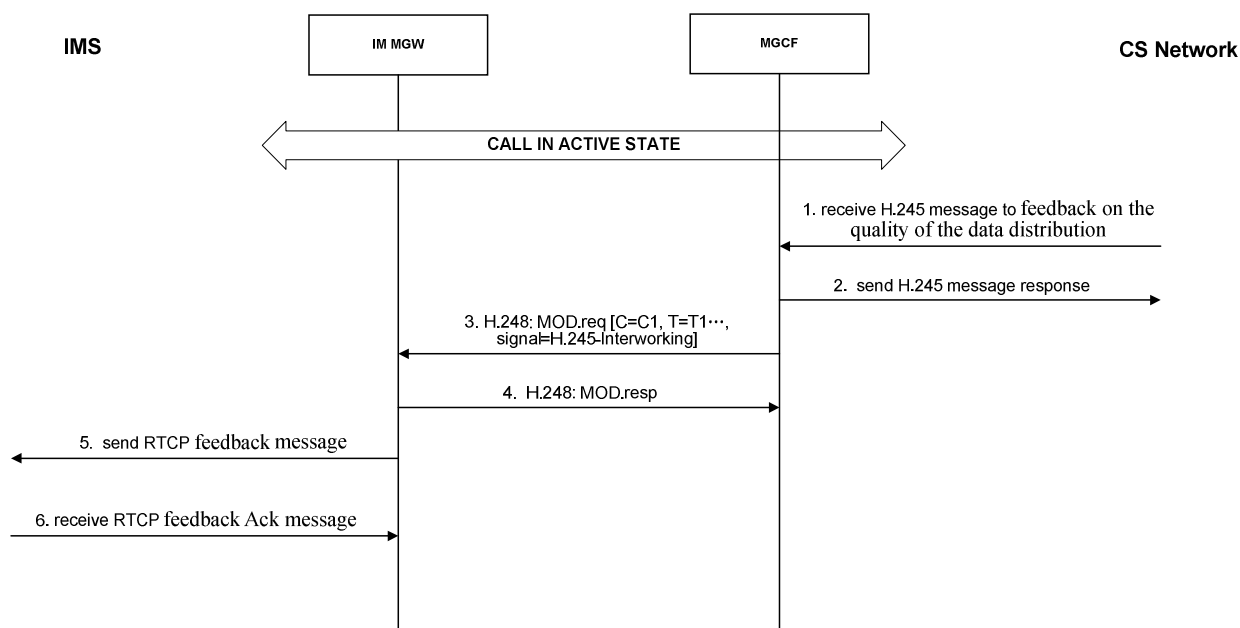 IMS
IM MGW
MGCF
CS Network
CALL IN ACTIVE STATE
1. receive H.245 message to feedback on the
quality of the data distribution
2. send H.245 message response
3. H.248: MOD.req [C=C1, T=T1···,
signal=H.245-Interworking]
4. H.248: MOD.resp
5. send RTCP feedback message
6. receive RTCP feedback Ack message